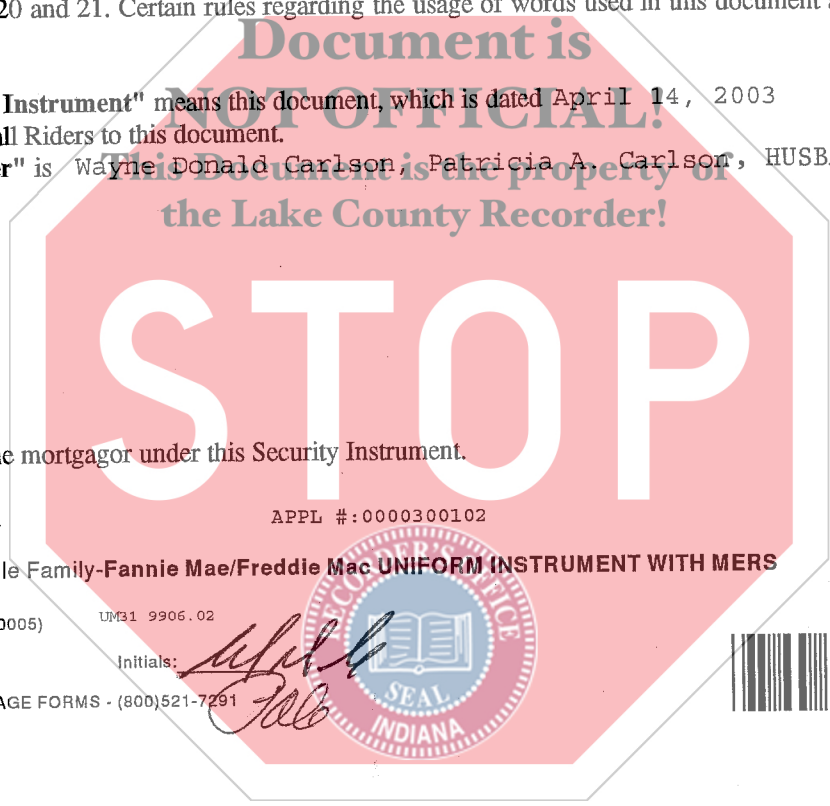 20 and 21. Certain rules regarding the usage of words used in this document
Document is
NOT OFFICIAL!
Instrument" means this document, which is dated April 14, 2003
all Riders to this document.
This Document is the property of
r" is Wayne Donald Carlson, Patricia A. Carlson, HUSBA
the Lake County Recorder!
STOP
e mortgagor under this Security Instrument.
APPL #:0000300102
le Family-Fannie Mae/Freddie Mac UNIFORM INSTRUMENT WITH MERS
0005)
UM31 9906.02
Initials:
AGE FORMS - (800)521-7291
RECORDER'S OFFICE
SEAL
INDIANA